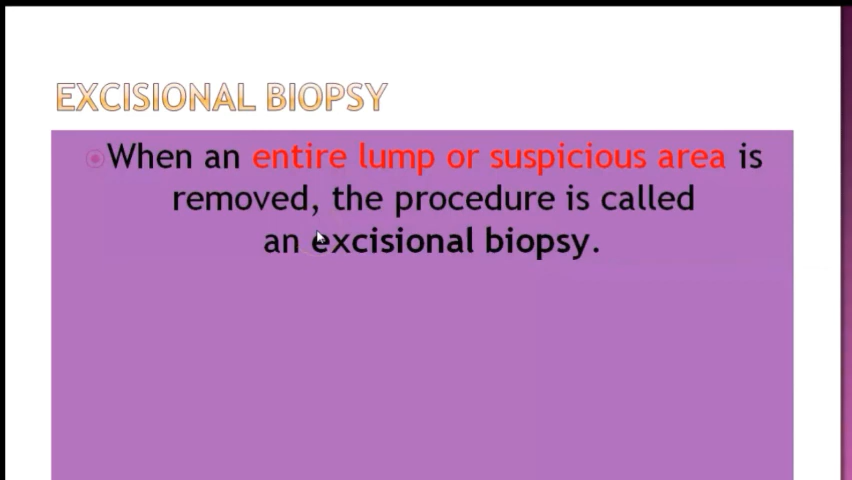 EXCISIONAL BIOPSY
When an entire lump or suspicious area is
removed, the procedure is called
an excisional biopsy.